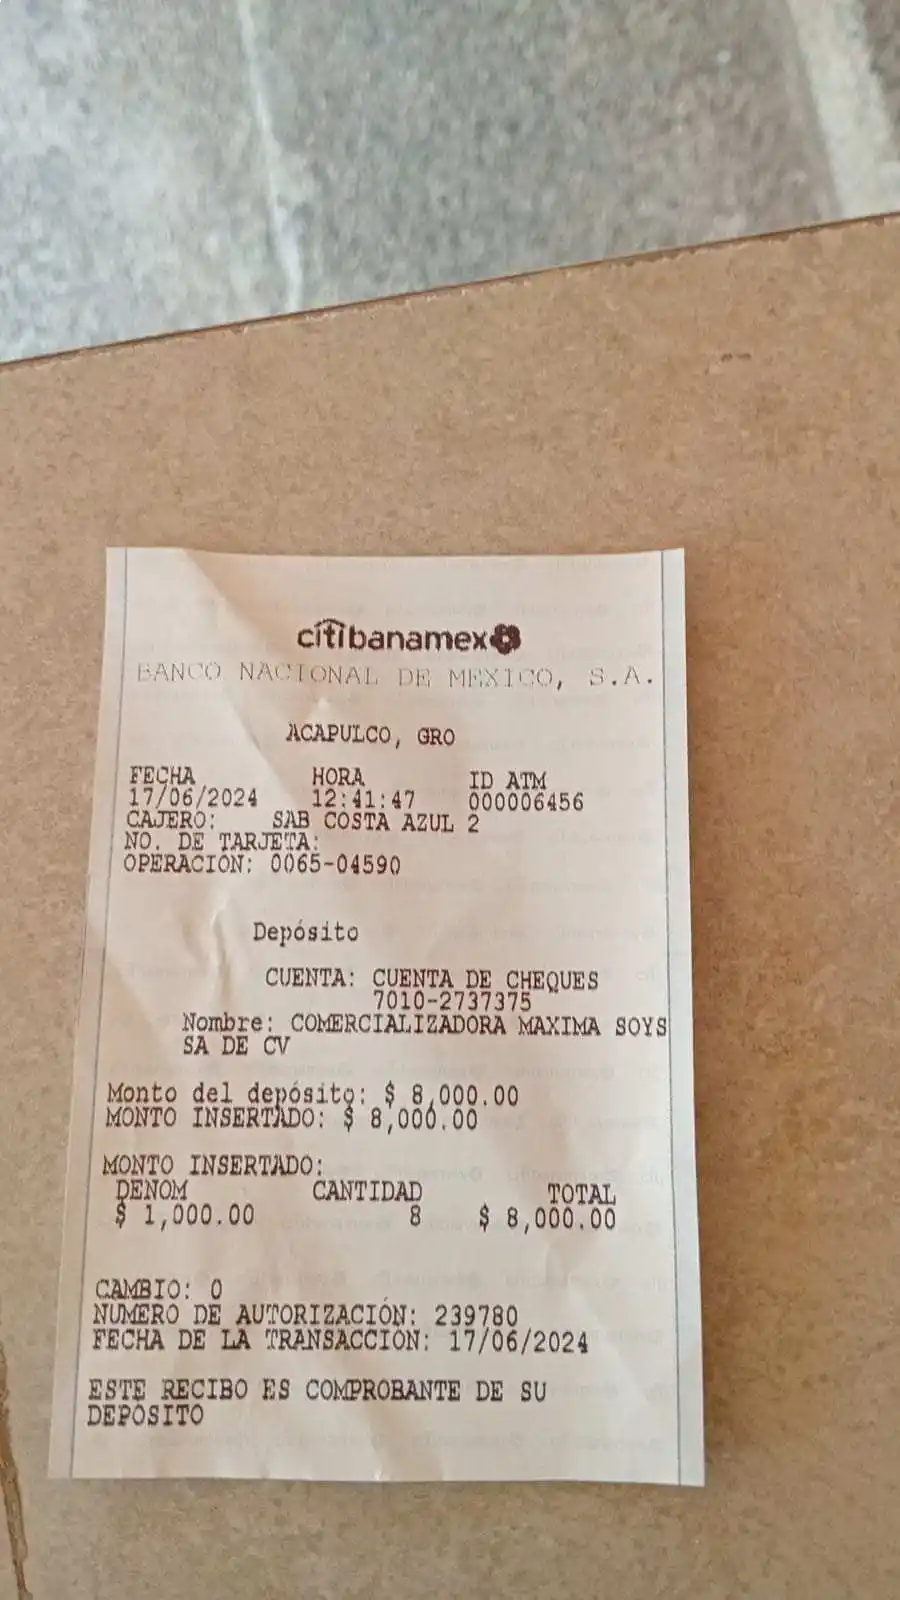 citibanamex
BANCO NACIONAL DE MEXICO, S.A.
ACAPULCO, GRO
FECHA HORA ID ATM
17/06/2024 12:41:47 000006456
CAJERO: SAB COSTA AZUL 2
NO. DE TARJETA:
OPERACION: 0065-04590
Depósito
CUENTA: CUENTA DE CHEQUES
7010-2737375
Nombre: COMERCIALIZADORA MAXIMA SOYS
SA DE CV
Monto del depósito: $ 8,000.00
MONTO INSERTADO: $ 8,000.00
MONTO INSERTADO:
DENOM CANTIDAD TOTAL
$ 1,000.00 8 $ 8,000.00
CAMBIO: 0
NUMERO DE AUTORIZACIÓN: 239780
FECHA DE LA TRANSACCIÓN: 17/06/2024
ESTE RECIBO ES COMPROBANTE DE SU
DEPÓSITO